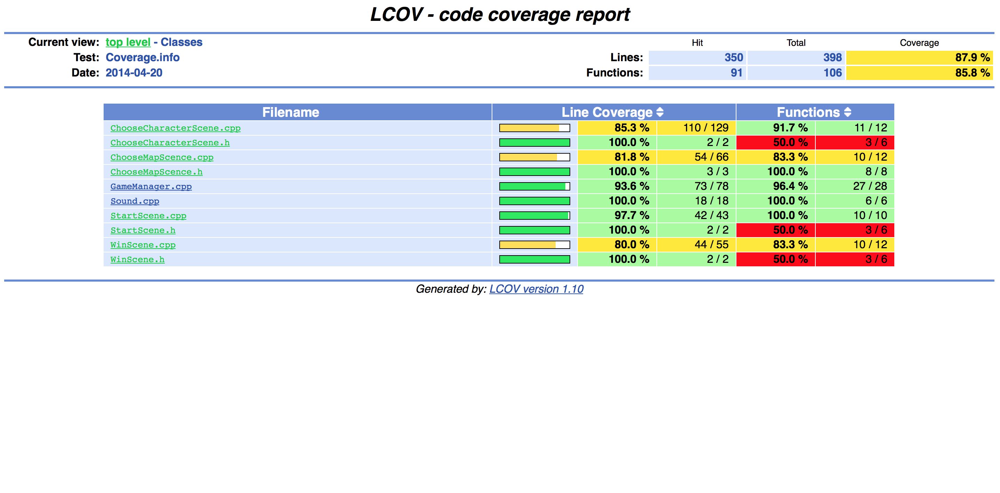 LCOV - code coverage report
Current view: top level - Classes
Hit Total Coverage
Test: Coverage.info
Lines: 350 398 87.9 %
Date: 2014-04-20
Functions: 91 106 85.8 %
Filename Line Coverage Functions
ChooseCharacterScene.cpp 85.3 % 110 / 129 91.7 % 11 / 12
ChooseCharacterScene.h 100.0 % 2 / 2 50.0 % 3 / 6
ChooseMapScence.cpp 81.8 % 54 / 66 83.3 % 10 / 12
ChooseMapScence.h 100.0 % 3 / 3 100.0 % 8 / 8
GameManager.cpp 93.6 % 73 / 78 96.4 % 27 / 28
Sound.cpp 100.0 % 18 / 18 100.0 % 6 / 6
StartScene.cpp 97.7 % 42 / 43 100.0 % 10 / 10
StartScene.h 100.0 % 2 / 2 50.0 % 3 / 6
WinScene.cpp 80.0 % 44 / 55 83.3 % 10 / 12
WinScene.h 100.0 % 2 / 2 50.0 % 3 / 6
Generated by: LCOV version 1.10